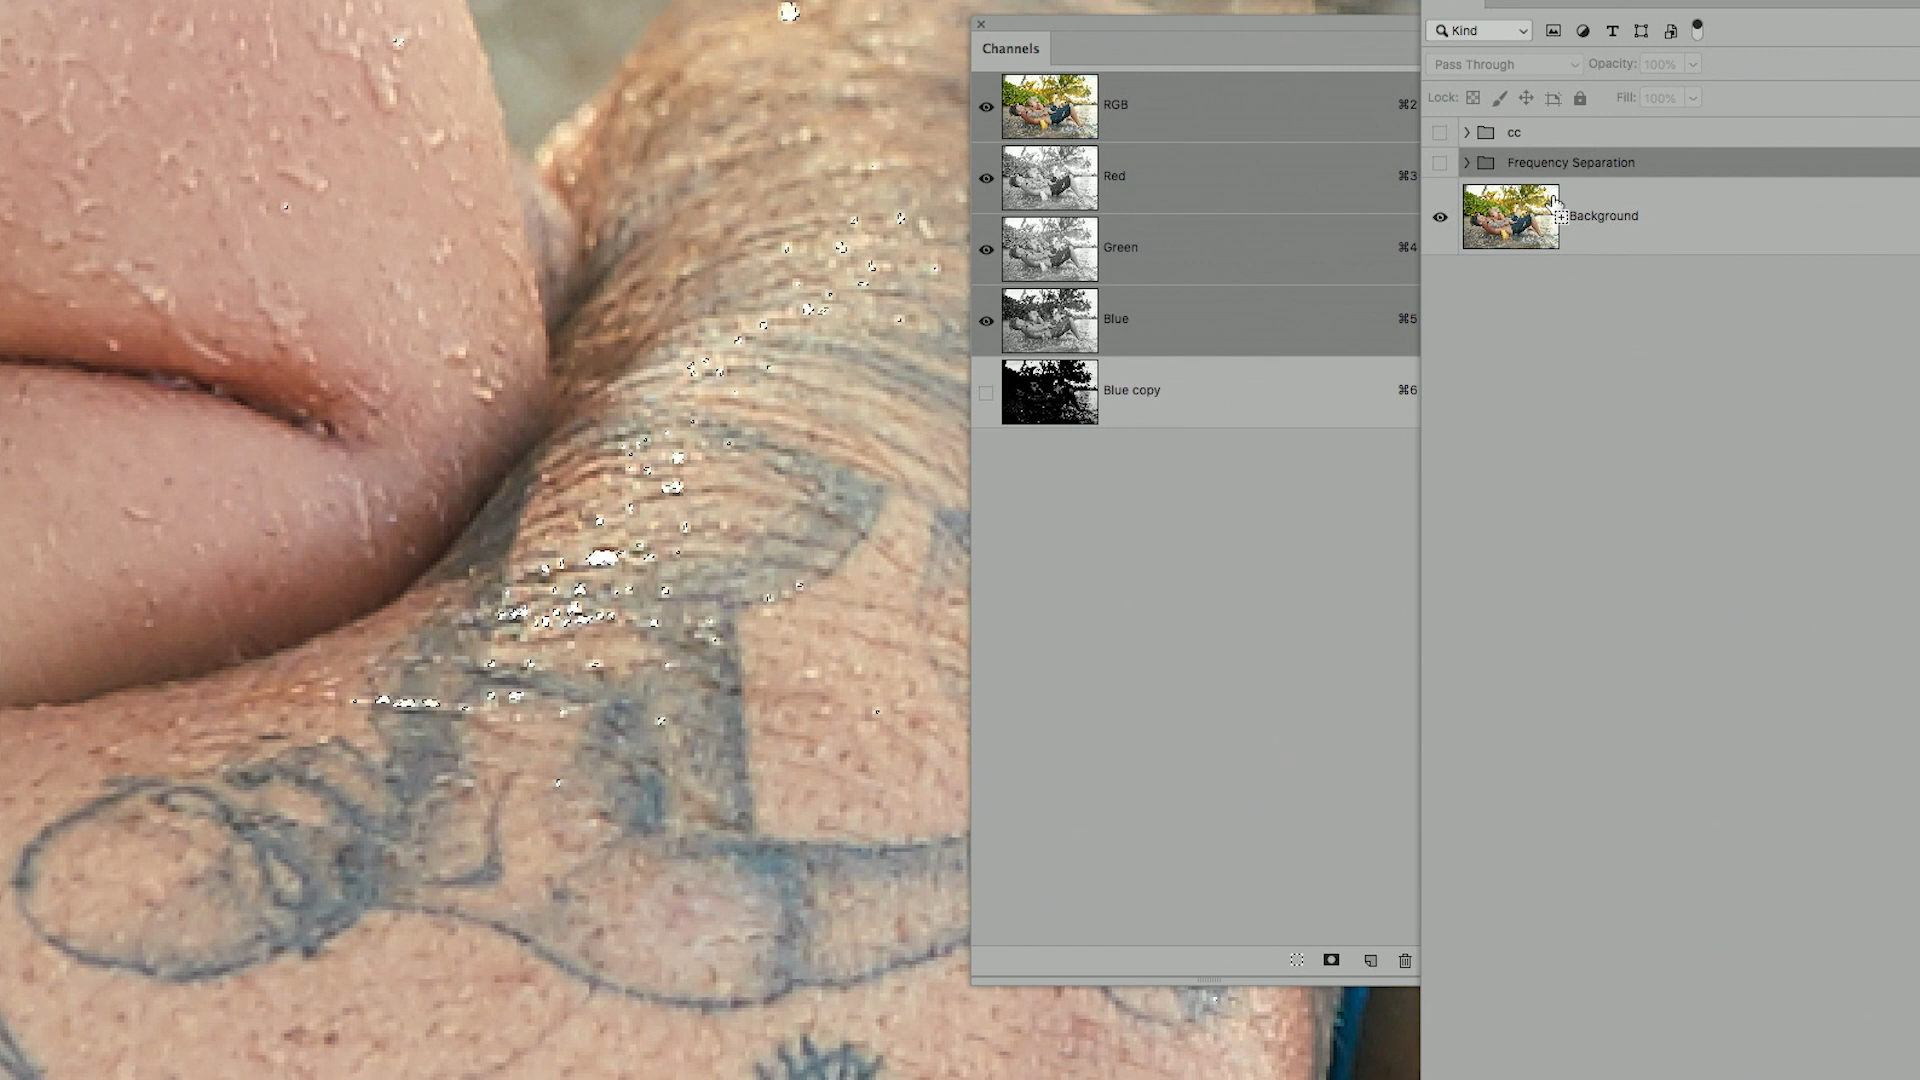 Channels
RGB ⌘2
Red ⌘3
Green ⌘4
Blue ⌘5
Blue copy ⌘6
Kind
Pass Through Opacity: 100%
Lock: Fill: 100%
cc
Frequency Separation
Background